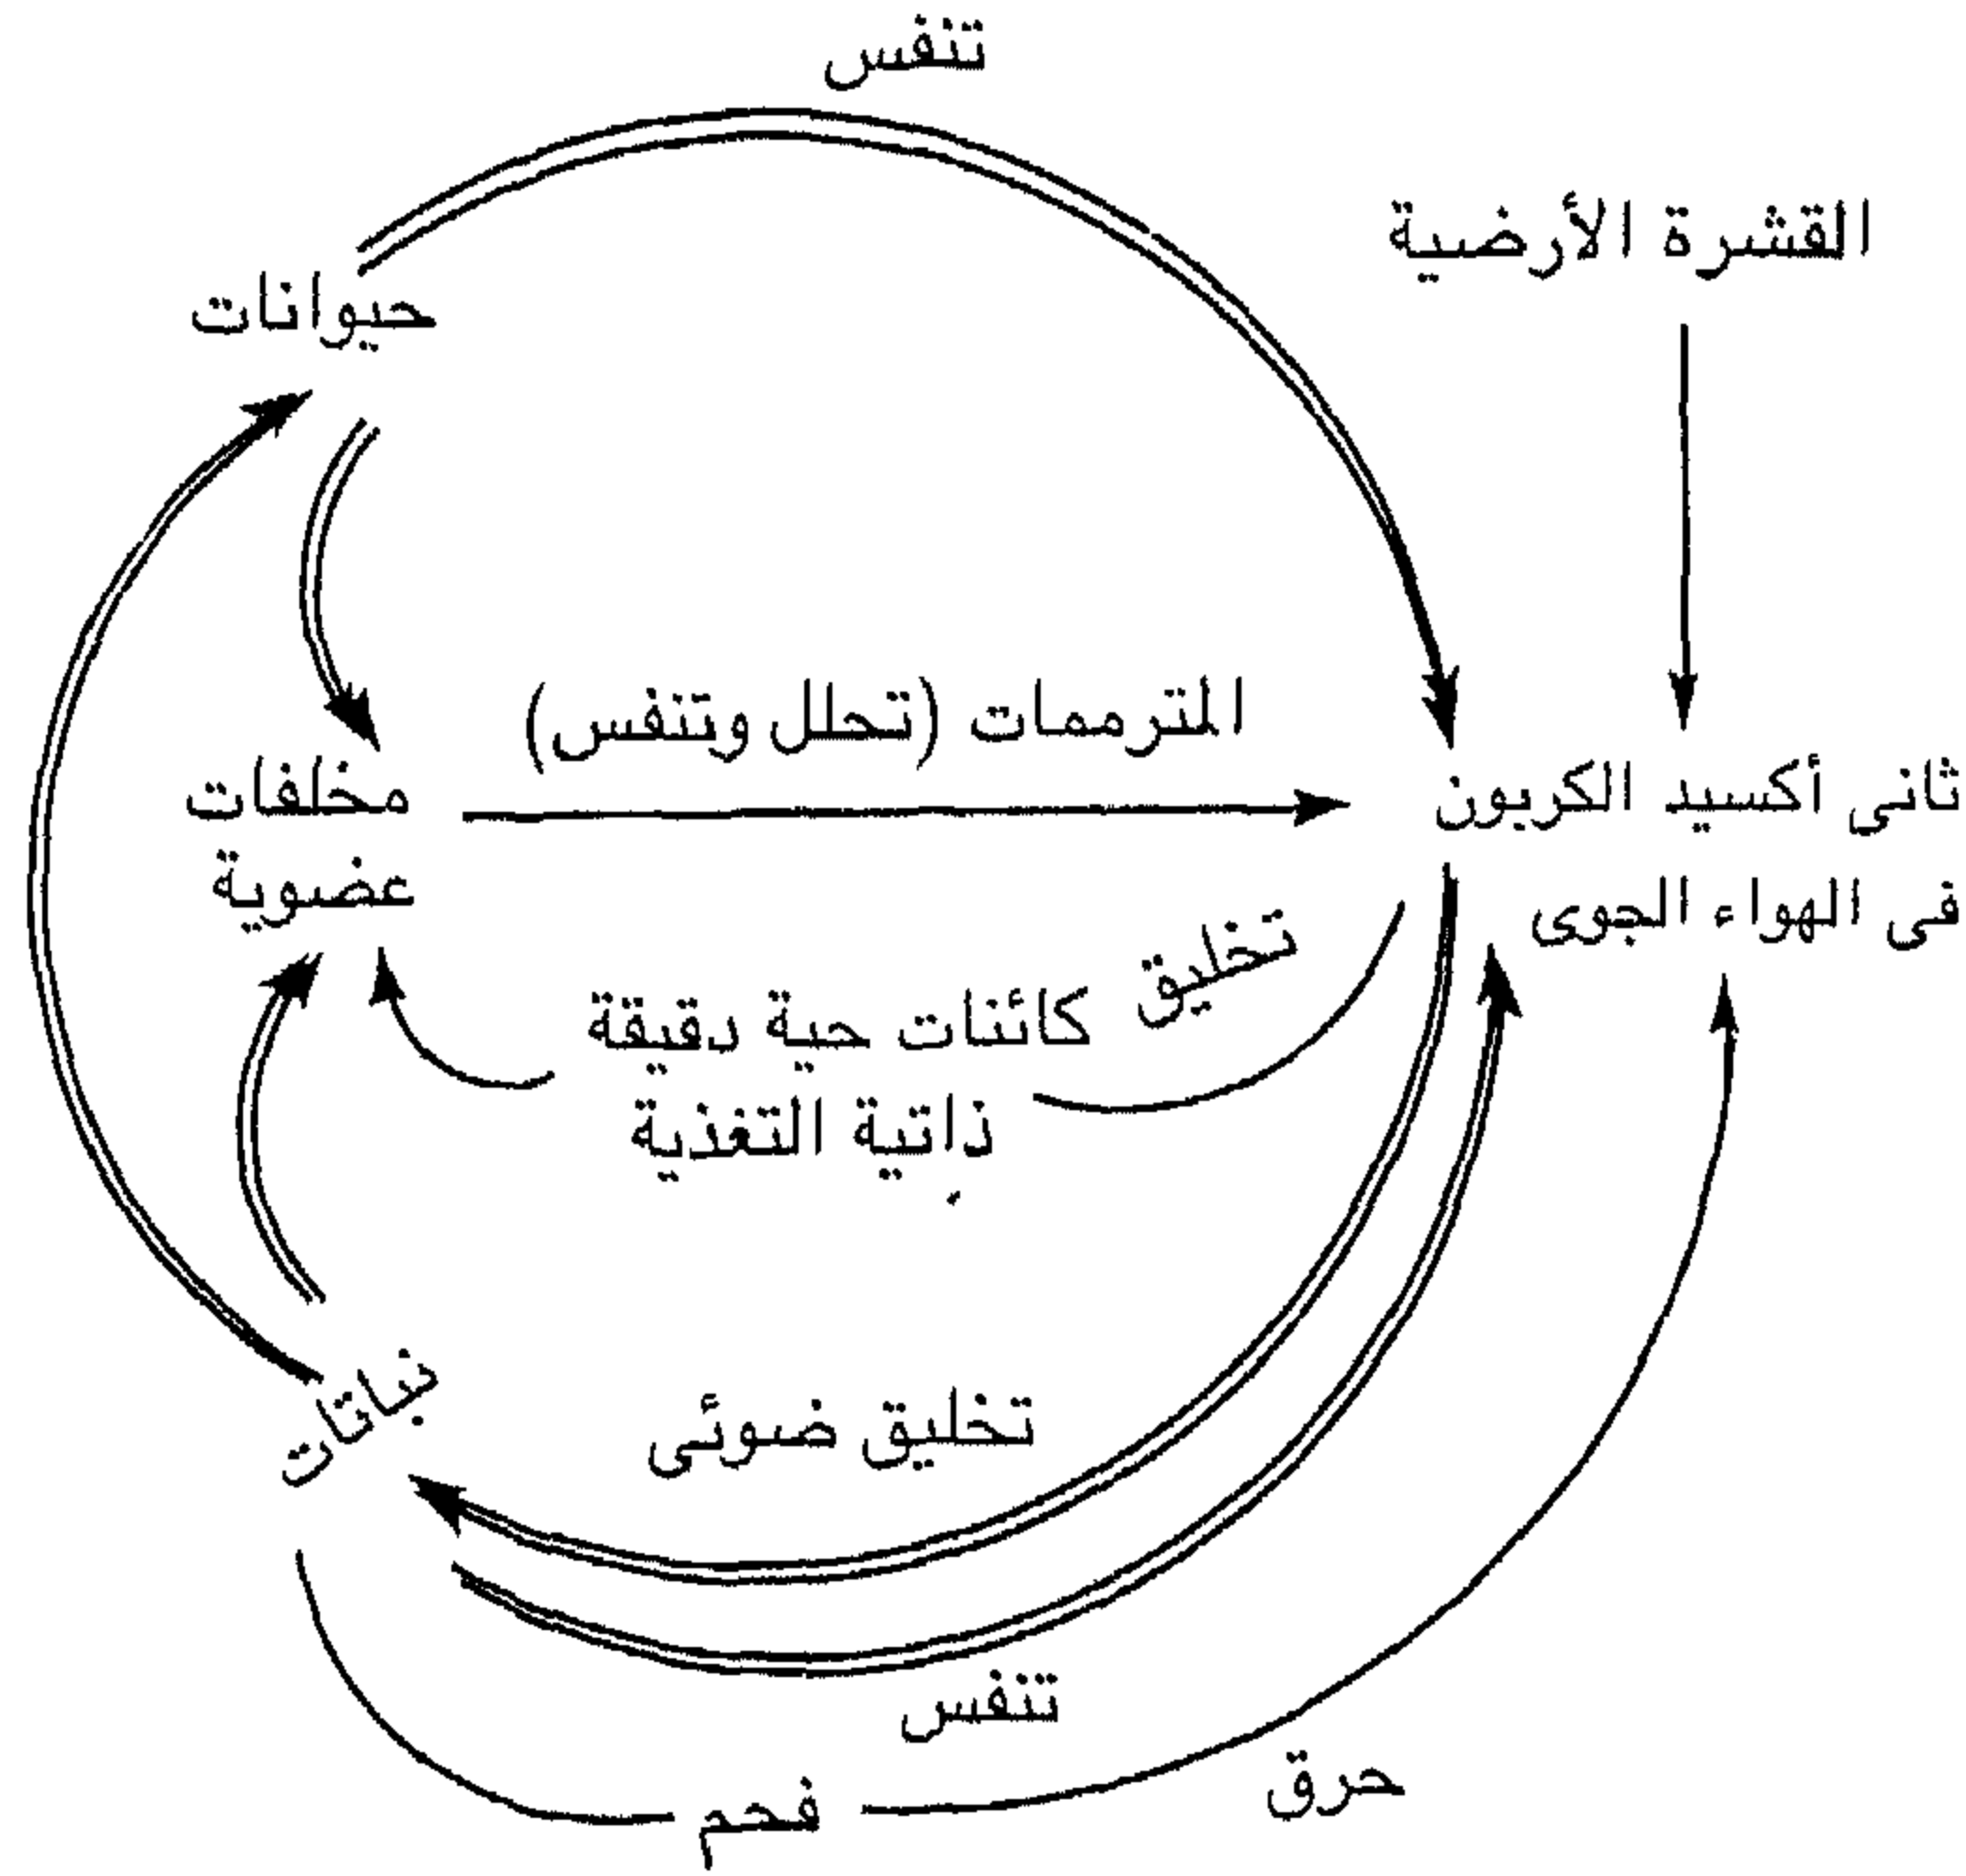 تنفس
القشرة الأرضية
حيوانات
المترممات (تحلل وتنفس)
ثانى أكسيد الكربون
فى الهواء الجوى
مخلفات
عضوية
تخليق
كائنات حية دقيقة
ذاتية التغذية
نباتات
تخليق ضوئى
تنفس
حرق
فحم